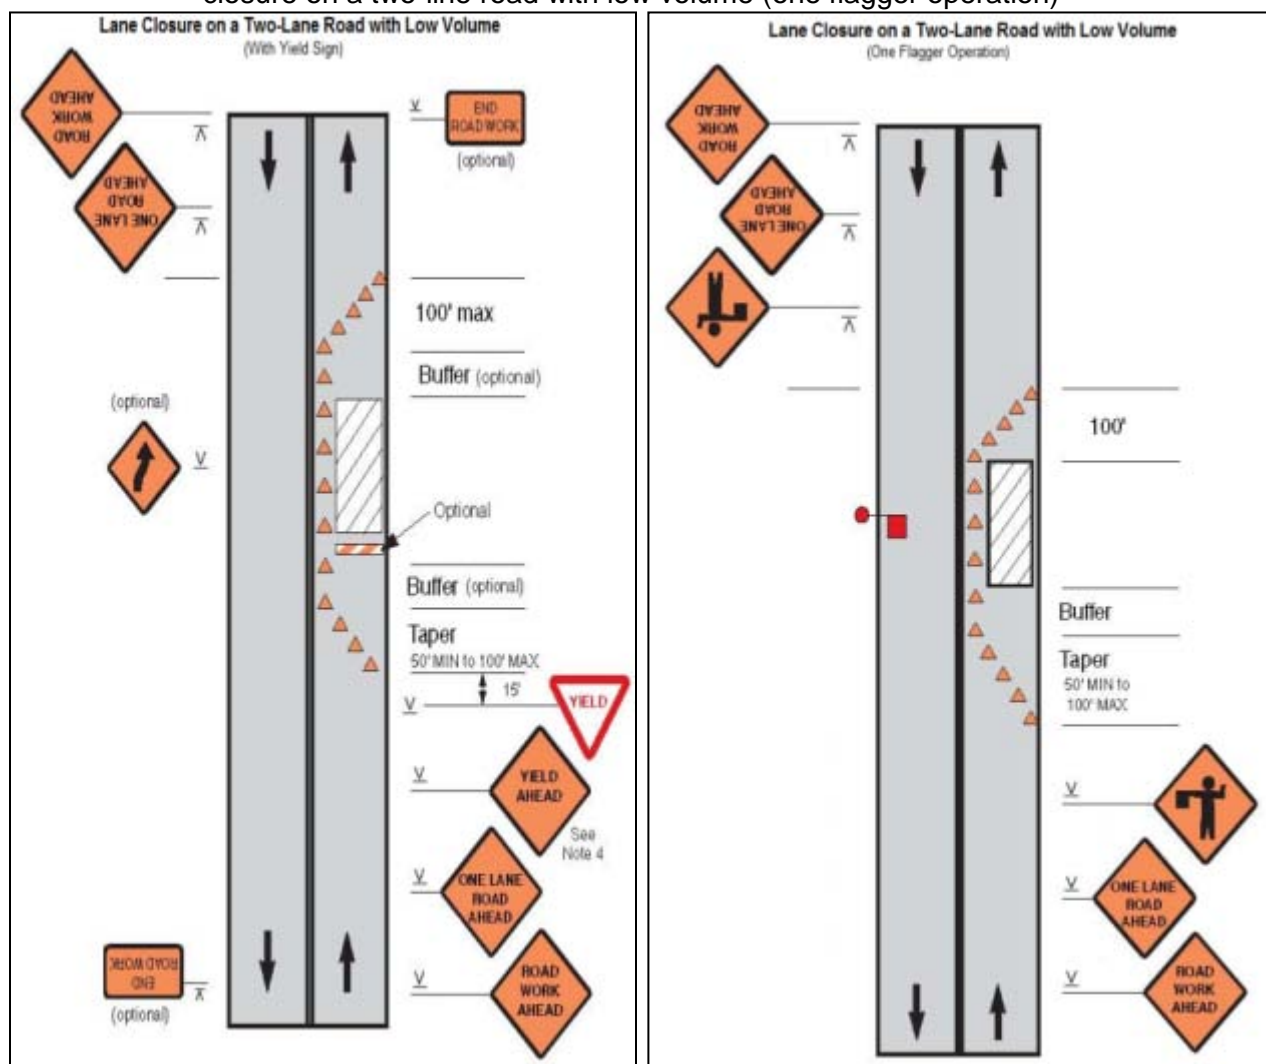 closure on a two-line road with low volume (one flagger operation)
Lane Closure on a Two-Lane Road with Low Volume
(With Yield Sign)
ROAD
WORK
AHEAD
ONE LANE
ROAD
AHEAD
END
ROAD WORK
(optional)
100' max
Buffer (optional)
(optional)
Optional
Buffer (optional)
Taper
50' MIN to 100' MAX
15'
YIELD
YIELD
AHEAD
See
Note 4
ONE LANE
ROAD
AHEAD
ROAD
WORK
AHEAD
END
ROAD WORK
(optional)
Lane Closure on a Two-Lane Road with Low Volume
(One Flagger Operation)
ROAD
WORK
AHEAD
ONE LANE
ROAD
AHEAD
100'
Buffer
Taper
50' MIN to
100' MAX
ONE LANE
ROAD
AHEAD
ROAD
WORK
AHEAD